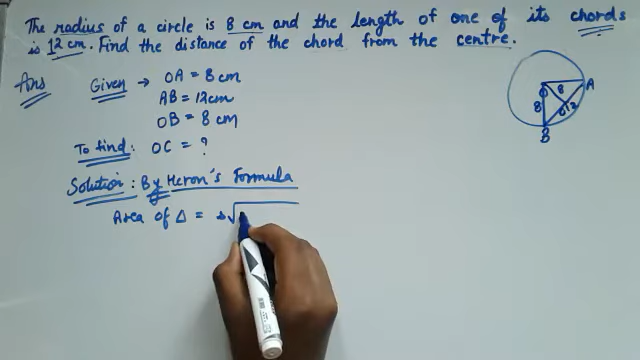 The radius of a circle is 8 cm and the length of one of its chords
is 12 cm. Find the distance of the chord from the centre.
Ans
Given → OA = 8 cm
AB = 12cm
OB = 8 cm
To find: OC = ?
Solution: By Heron's Formula
Area of Δ = √
8
A
8
12
B